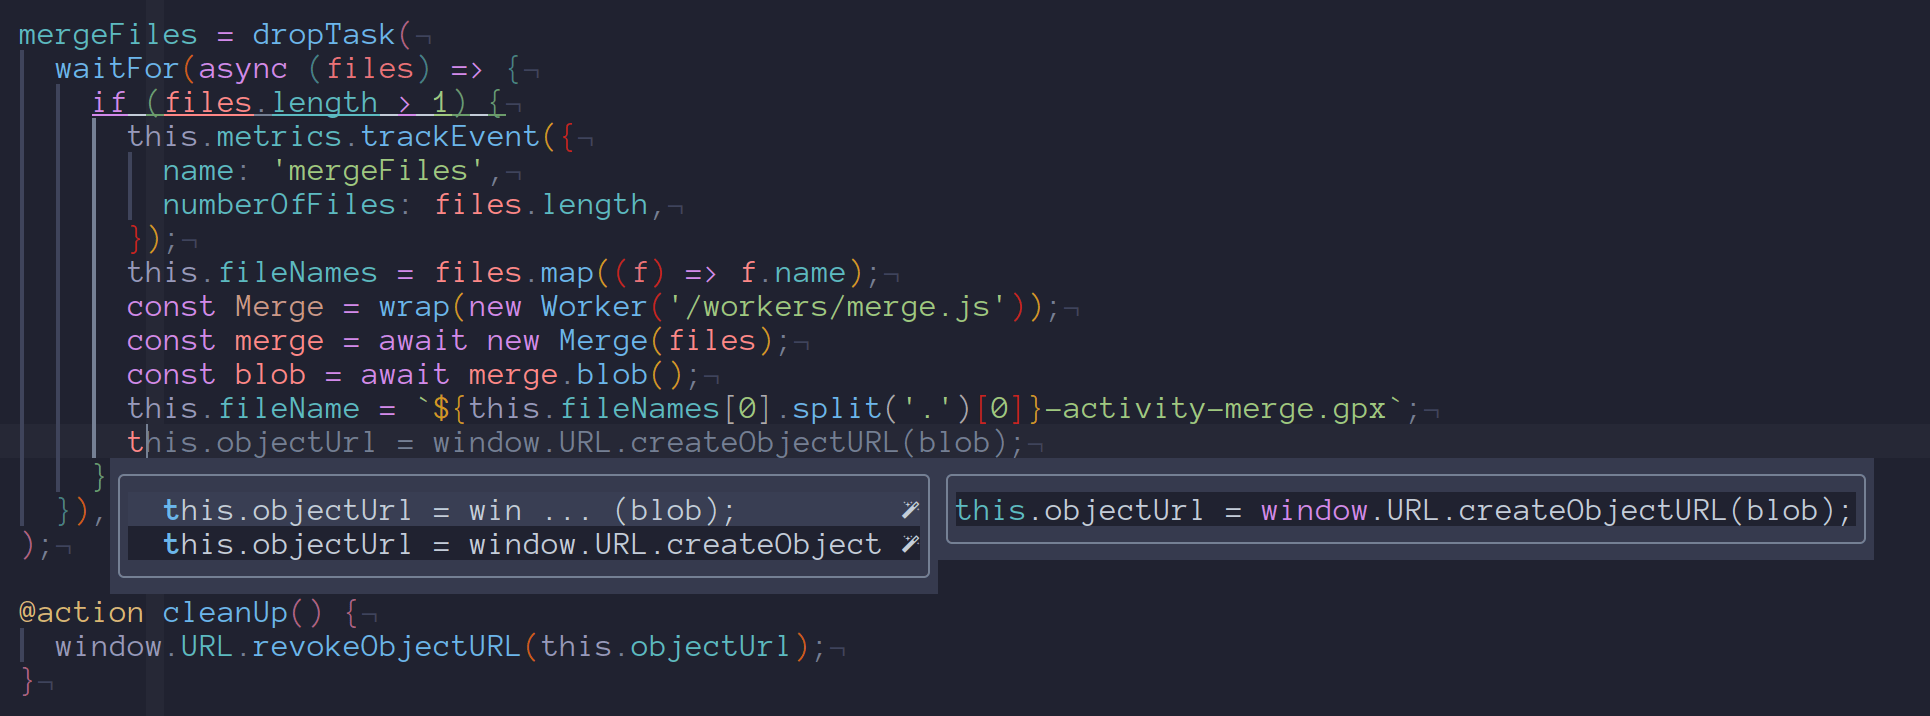 mergeFiles = dropTask(¬
waitFor(async (files) => {¬
if (files.length > 1) {¬
this.metrics.trackEvent({¬
name: 'mergeFiles',¬
numberOfFiles: files.length,¬
});¬
this.fileNames = files.map((f) => f.name);¬
const Merge = wrap(new Worker('/workers/merge.js'));¬
const merge = await new Merge(files);¬
const blob = await merge.blob();¬
this.fileName = `${this.fileNames[0].split('.')[0]}-activity-merge.gpx`;¬
this.objectUrl = window.URL.createObjectURL(blob);¬
}
}),
);¬
this.objectUrl = win ... (blob);
this.objectUrl = window.URL.createObject
this.objectUrl = window.URL.createObjectURL(blob);
@action cleanUp() {¬
window.URL.revokeObjectURL(this.objectUrl);¬
}¬